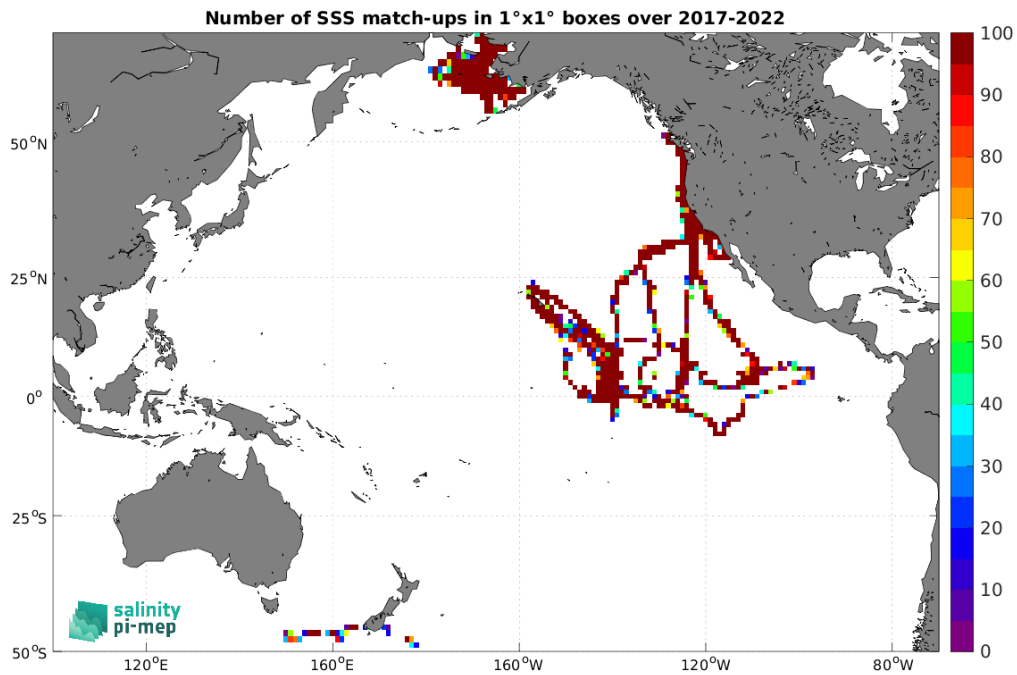 Number of SSS match-ups in 1°x1° boxes over 2017-2022
100
90
80
70
60
50
40
30
20
10
0
50°N
25°N
0°
25°S
50°S
120°E
160°E
160°W
120°W
80°W
salinity
pi-mep